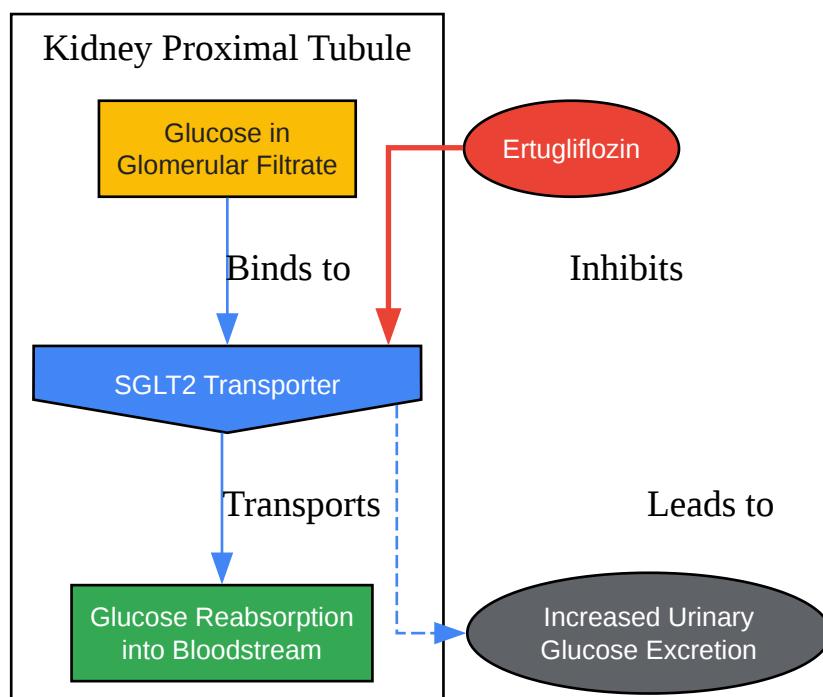 Kidney Proximal Tubule
Glucose in
Glomerular Filtrate
Ertugliflozin
Binds to
Inhibits
SGLT2 Transporter
Transports
Leads to
Glucose Reabsorption
into Bloodstream
Increased Urinary
Glucose Excretion